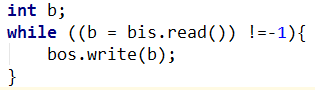 int b;
while ((b = bis.read()) !=-1){
    bos.write(b);
}